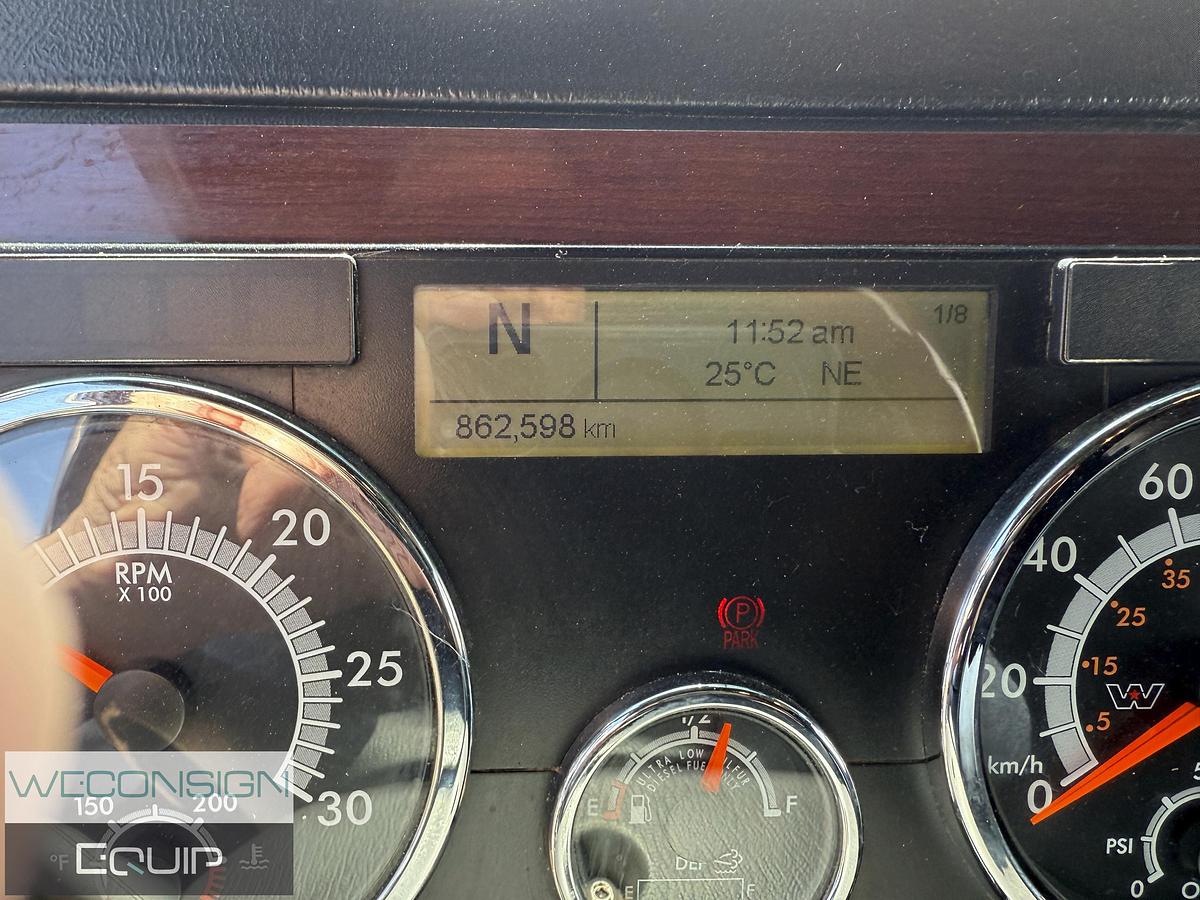 N
11:52 am
1/8
25°C NE
862,598 km
15
20
25
30
RPM
X 100
60
40
20
0
35
25
15
5
km/h
PSI
0
P
PARK
1/2
E
F
ULTRA LOW SULFUR
DIESEL FUEL ONLY
DEF
E
F
WECONSIGN
150
200
°F
EQUIP